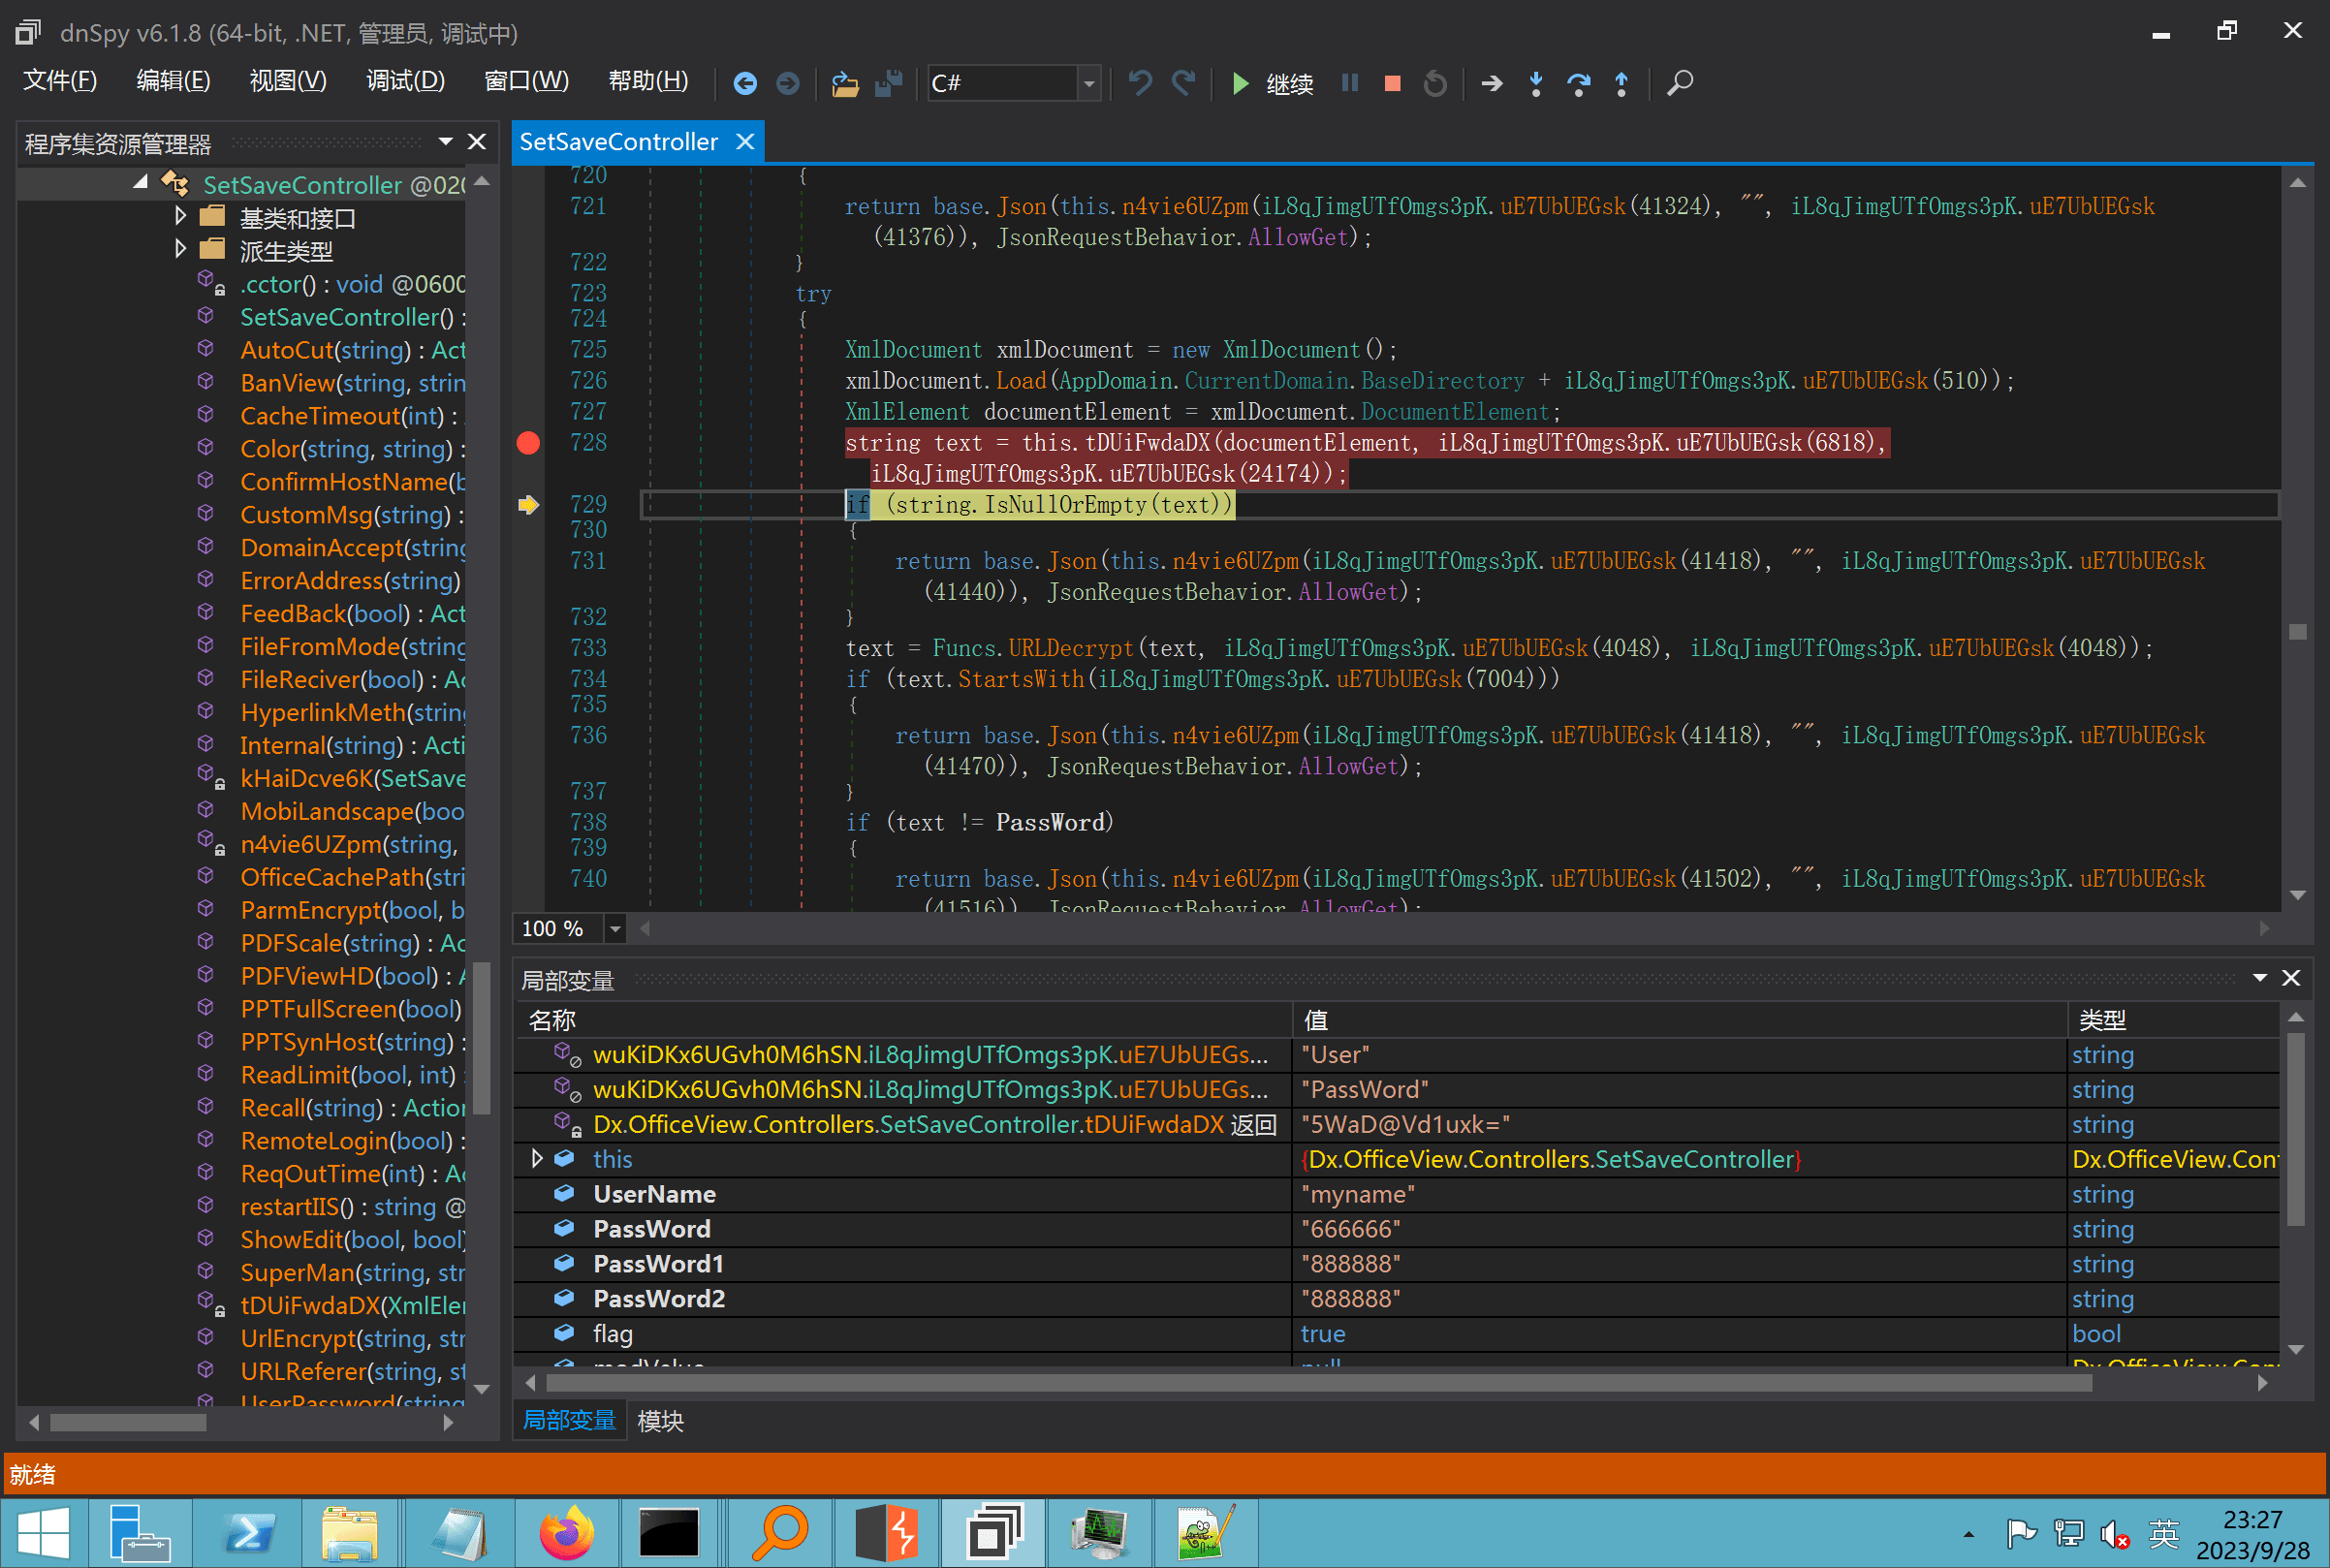 dnSpy v6.1.8 (64-bit, .NET, 管理员, 调试中)
文件(F) 编辑(E) 视图(V) 调试(D) 窗口(W) 帮助(H) C# 继续
程序集资源管理器
SetSaveController @020
基类和接口
派生类型
.cctor() : void @0600
SetSaveController() :
AutoCut(string) : Act
BanView(string, strin
CacheTimeout(int) :
Color(string, string) :
ConfirmHostName(b
CustomMsg(string) :
DomainAccept(string
ErrorAddress(string)
FeedBack(bool) : Act
FileFromMode(string
FileReciver(bool) : Ac
HyperlinkMeth(string
Internal(string) : Acti
kHaiDcve6K(SetSave
MobiLandscape(boo
n4vie6UZpm(string,
OfficeCachePath(stri
ParmEncrypt(bool, b
PDFScale(string) : Ac
PDFViewHD(bool) : A
PPTFullScreen(bool)
PPTSynHost(string) :
ReadLimit(bool, int) :
Recall(string) : Action
RemoteLogin(bool) :
ReqOutTime(int) : Ac
restartIIS() : string @
ShowEdit(bool, bool)
SuperMan(string, str
tDUiFwdaDX(XmlEler
UrlEncrypt(string, str
URLReferer(string, st
UserPassword(string
SetSaveController
720 {
721 return base.Json(this.n4vie6UZpm(iL8qJimgUTfOmgs3pK.uE7UbUEGsk(41324), "", iL8qJimgUTfOmgs3pK.uE7UbUEGsk
(41376)), JsonRequestBehavior.AllowGet);
722 }
723 try
724 {
725 XmlDocument xmlDocument = new XmlDocument();
726 xmlDocument.Load(AppDomain.CurrentDomain.BaseDirectory + iL8qJimgUTfOmgs3pK.uE7UbUEGsk(510));
727 XmlElement documentElement = xmlDocument.DocumentElement;
728 string text = this.tDUiFwdaDX(documentElement, iL8qJimgUTfOmgs3pK.uE7UbUEGsk(6818),
iL8qJimgUTfOmgs3pK.uE7UbUEGsk(24174));
729 if (string.IsNullOrEmpty(text))
730 {
731 return base.Json(this.n4vie6UZpm(iL8qJimgUTfOmgs3pK.uE7UbUEGsk(41418), "", iL8qJimgUTfOmgs3pK.uE7UbUEGsk
(41440)), JsonRequestBehavior.AllowGet);
732 }
733 text = Funcs.URLDecrypt(text, iL8qJimgUTfOmgs3pK.uE7UbUEGsk(4048), iL8qJimgUTfOmgs3pK.uE7UbUEGsk(4048));
734 if (text.StartsWith(iL8qJimgUTfOmgs3pK.uE7UbUEGsk(7004)))
735 {
736 return base.Json(this.n4vie6UZpm(iL8qJimgUTfOmgs3pK.uE7UbUEGsk(41418), "", iL8qJimgUTfOmgs3pK.uE7UbUEGsk
(41470)), JsonRequestBehavior.AllowGet);
737 }
738 if (text != PassWord)
739 {
740 return base.Json(this.n4vie6UZpm(iL8qJimgUTfOmgs3pK.uE7UbUEGsk(41502), "", iL8qJimgUTfOmgs3pK.uE7UbUEGsk
(41516)), JsonRequestBehavior.AllowGet);
100 %
局部变量
名称 值 类型
wuKiDKx6UGvh0M6hSN.iL8qJimgUTfOmgs3pK.uE7UbUEGs... "User" string
wuKiDKx6UGvh0M6hSN.iL8qJimgUTfOmgs3pK.uE7UbUEGs... "PassWord" string
Dx.OfficeView.Controllers.SetSaveController.tDUiFwdaDX 返回 "5WaD@Vd1uxk=" string
this {Dx.OfficeView.Controllers.SetSaveController} Dx.OfficeView.Cont
UserName "myname" string
PassWord "666666" string
PassWord1 "888888" string
PassWord2 "888888" string
flag true bool
modValue null Dx.OfficeView.Cont
局部变量 模块
就绪
英
23:27
2023/9/28